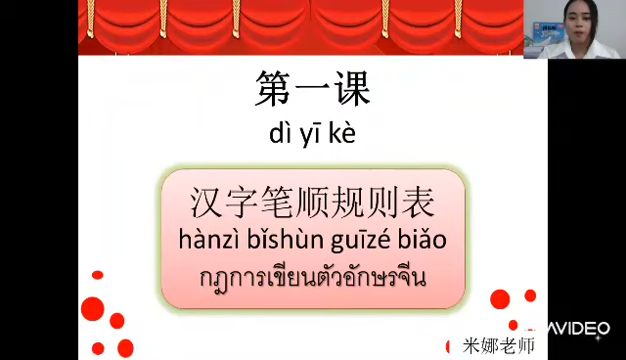 第一课
dì yī kè
汉字笔顺规则表
hànzì bǐshùn guīzé biǎo
กฎการเขียนตัวอักษรจีน
米娜老师
AVIDEO